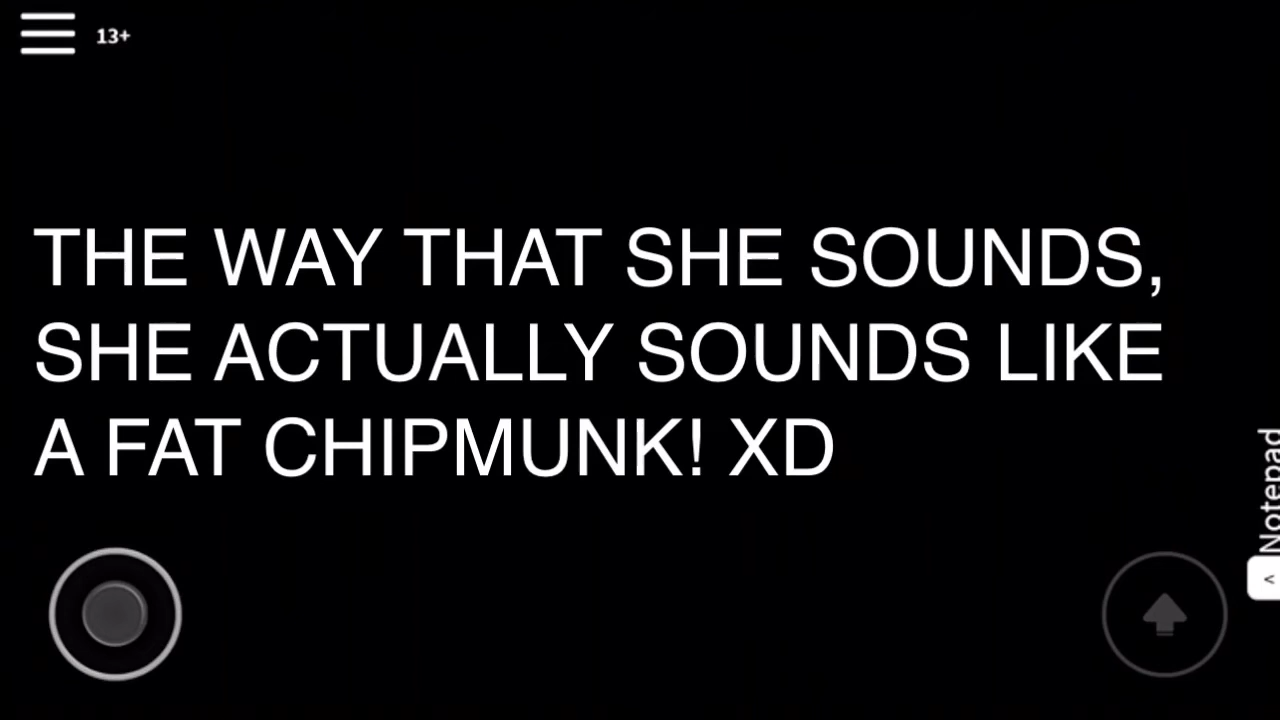 13+
THE WAY THAT SHE SOUNDS,
SHE ACTUALLY SOUNDS LIKE
A FAT CHIPMUNK! XD
Notepad
<